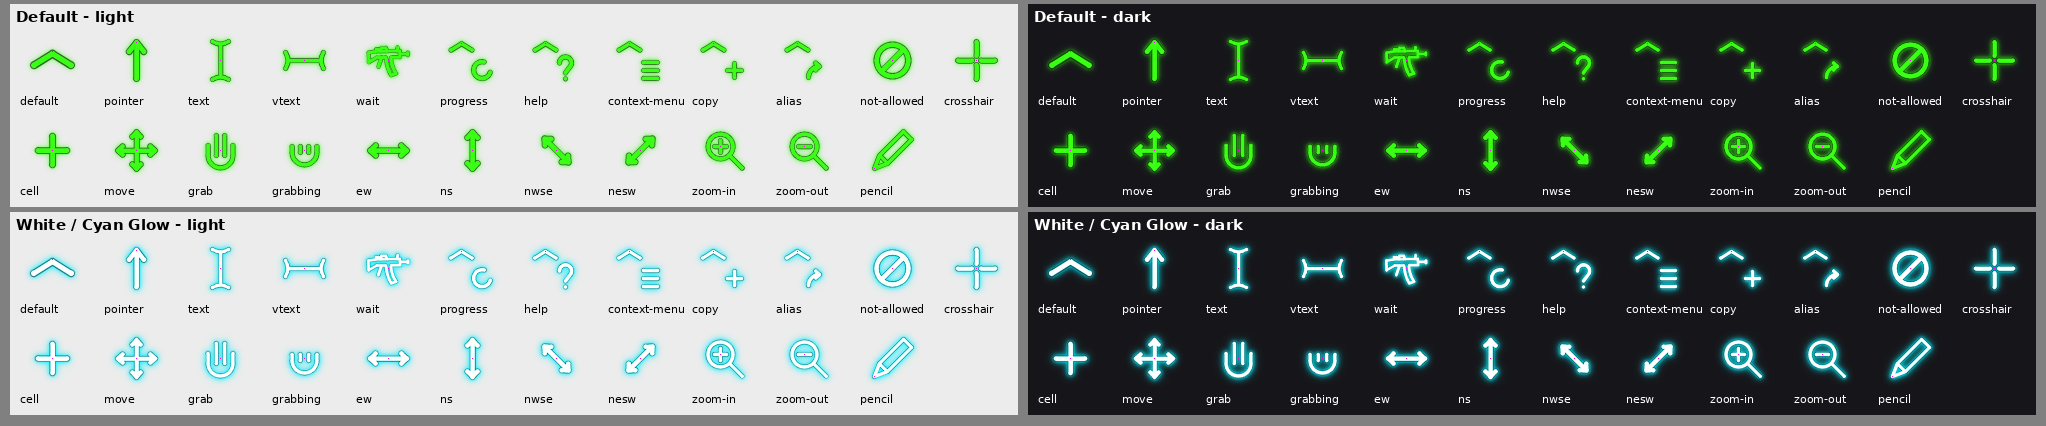 Default - light
default pointer text vtext wait progress help context-menu copy alias not-allowed crosshair
cell move grab grabbing ew ns nwse nesw zoom-in zoom-out pencil
Default - dark
default pointer text vtext wait progress help context-menu copy alias not-allowed crosshair
cell move grab grabbing ew ns nwse nesw zoom-in zoom-out pencil
White / Cyan Glow - light
default pointer text vtext wait progress help context-menu copy alias not-allowed crosshair
cell move grab grabbing ew ns nwse nesw zoom-in zoom-out pencil
White / Cyan Glow - dark
default pointer text vtext wait progress help context-menu copy alias not-allowed crosshair
cell move grab grabbing ew ns nwse nesw zoom-in zoom-out pencil